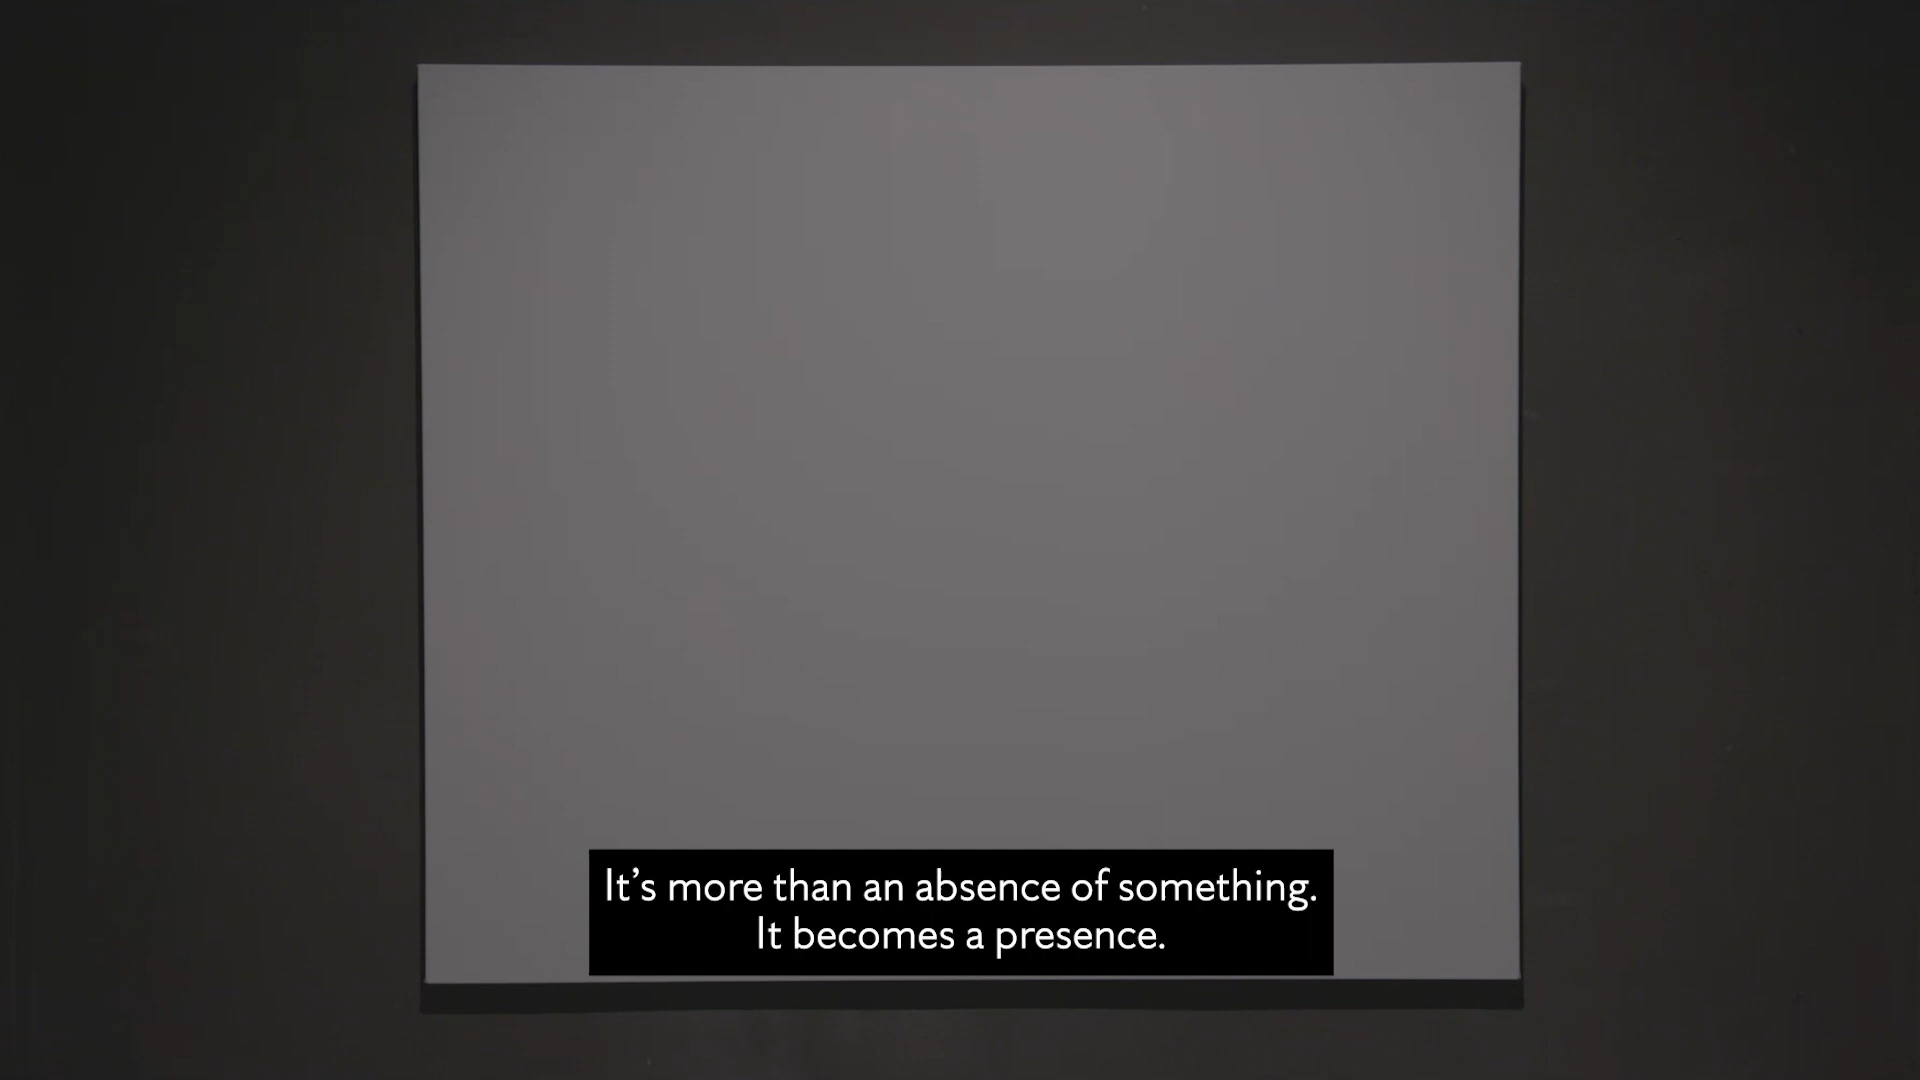 It’s more than an absence of something.
It becomes a presence.